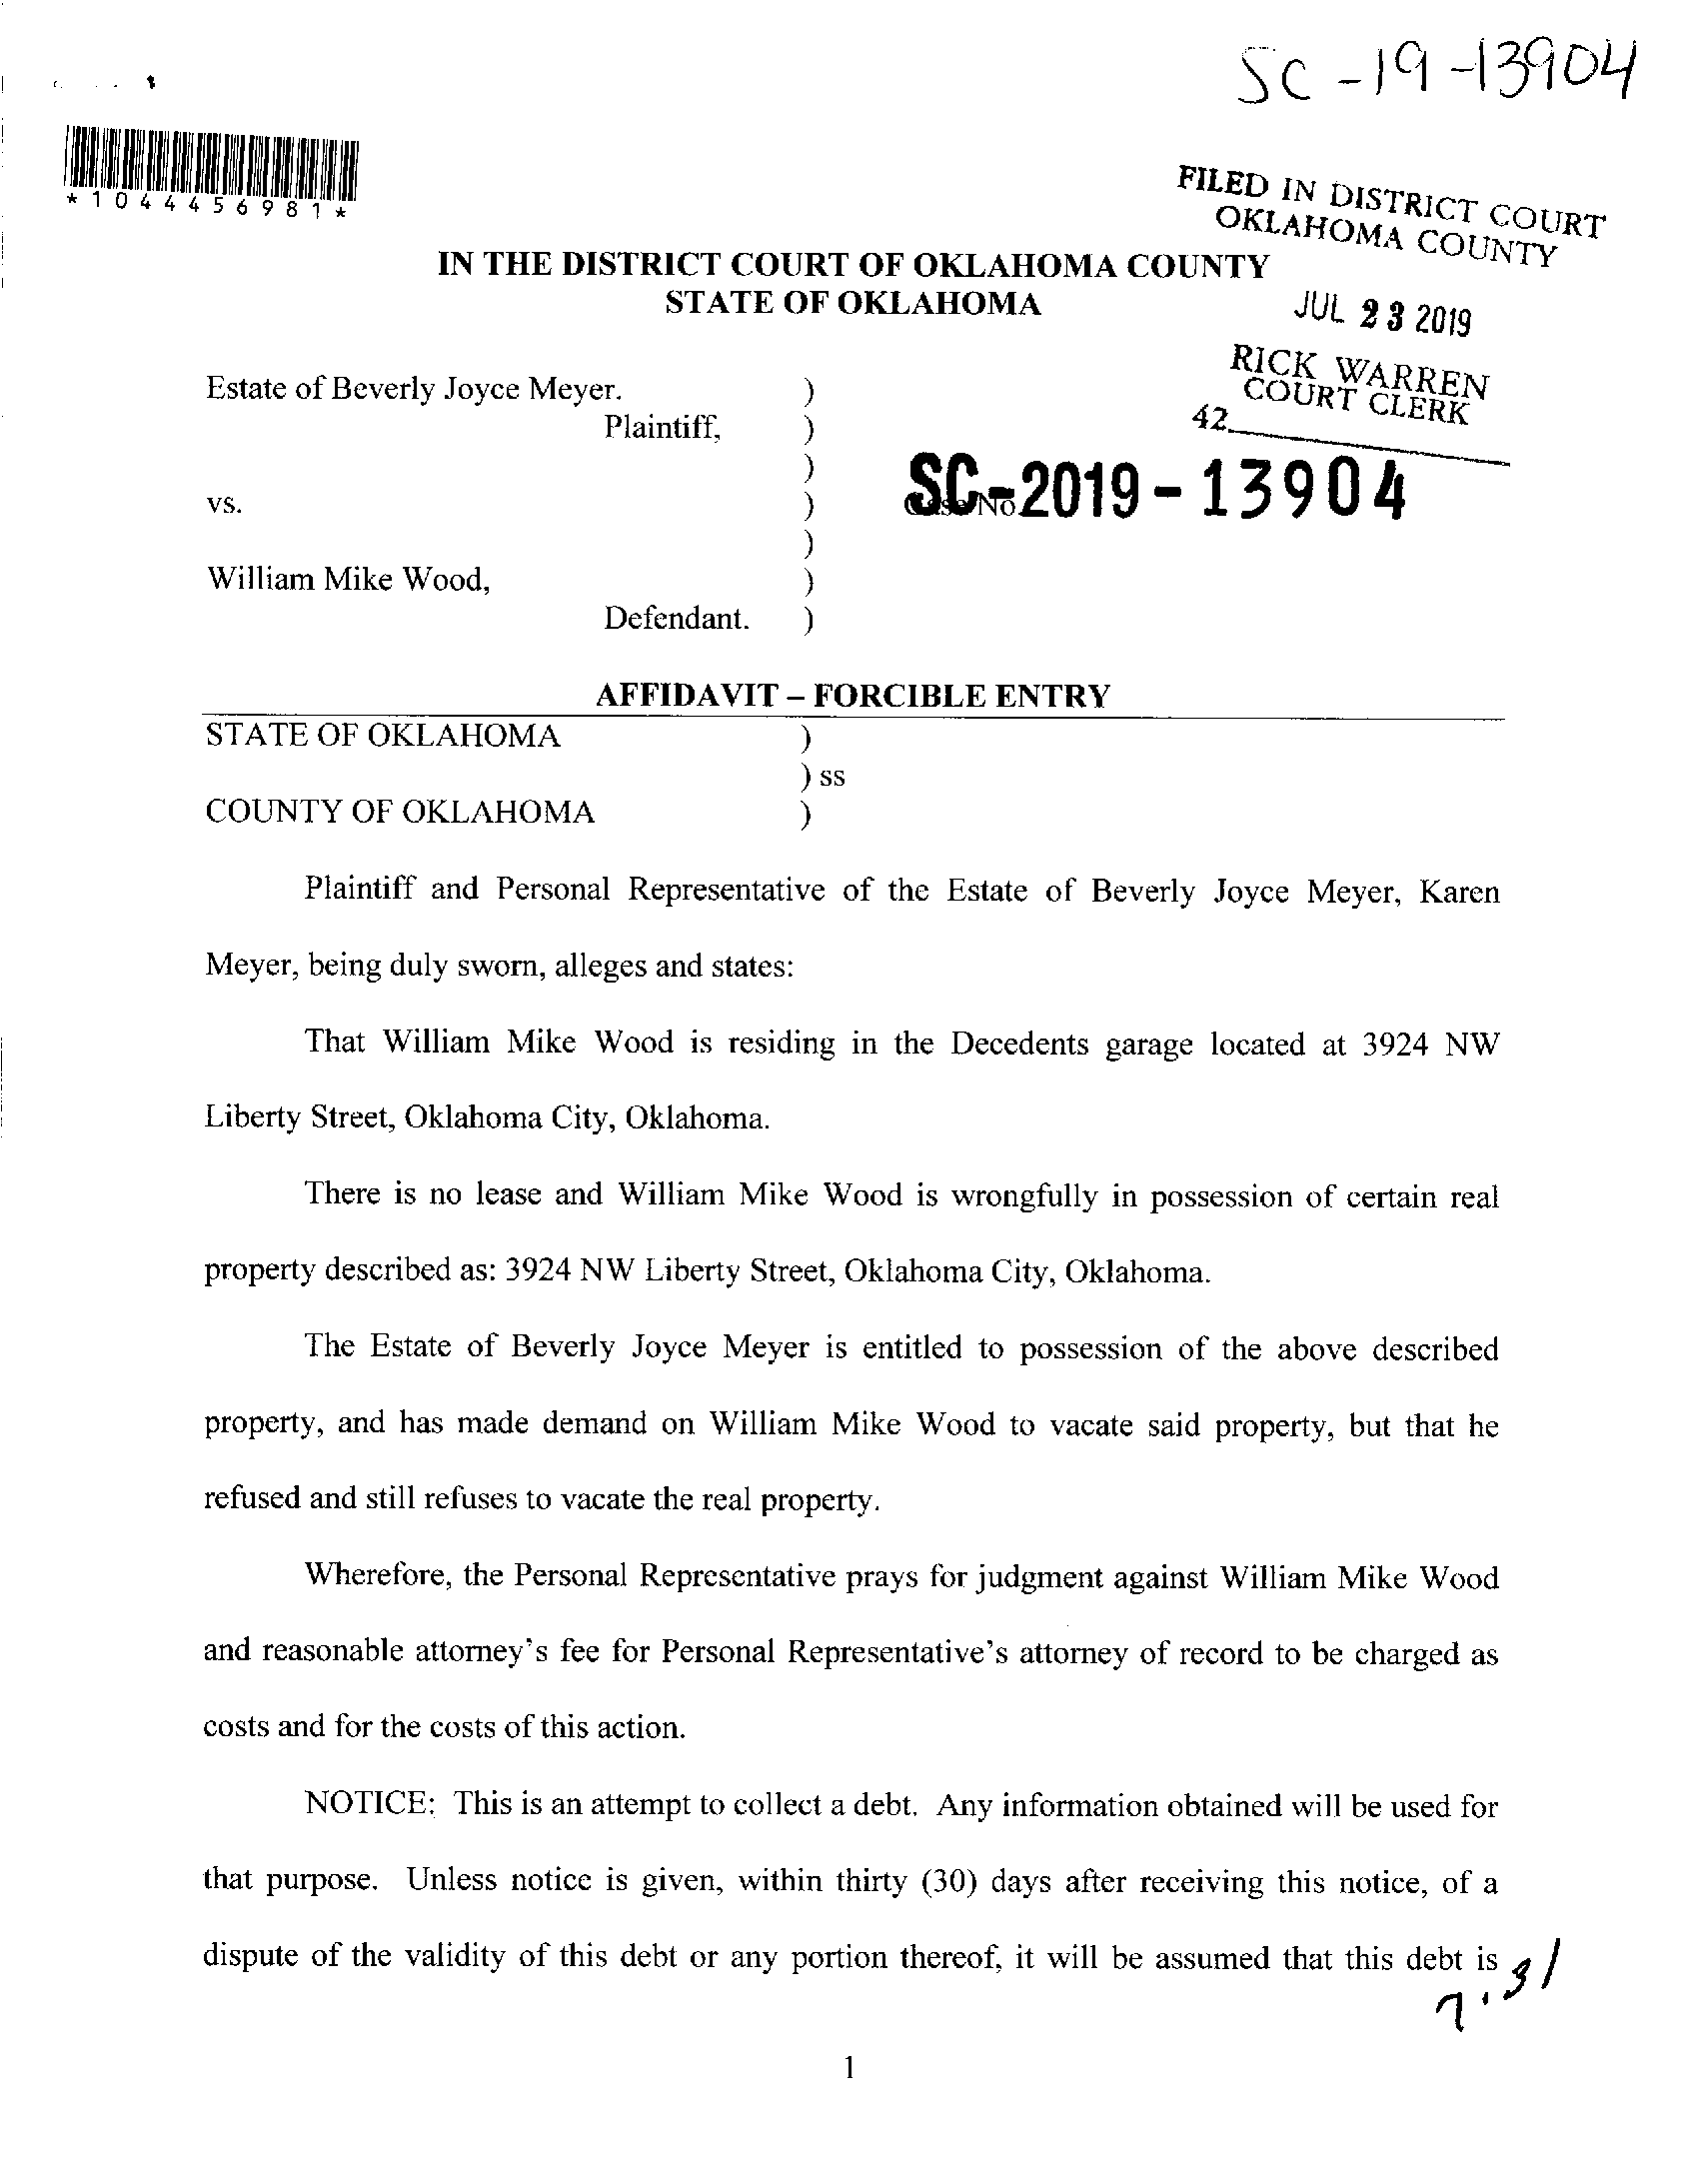 SC-19-13904
*1044456981*
FILED IN DISTRICT COURT
OKLAHOMA COUNTY
IN THE DISTRICT COURT OF OKLAHOMA COUNTY
STATE OF OKLAHOMA
JUL 23 2019
RICK WARREN
COURT CLERK
42
Estate of Beverly Joyce Meyer. )
Plaintiff, )
)
vs. ) SC-2019-13904
)
William Mike Wood, )
Defendant. )
AFFIDAVIT – FORCIBLE ENTRY
STATE OF OKLAHOMA )
) ss
COUNTY OF OKLAHOMA )
Plaintiff and Personal Representative of the Estate of Beverly Joyce Meyer, Karen
Meyer, being duly sworn, alleges and states:
That William Mike Wood is residing in the Decedents garage located at 3924 NW
Liberty Street, Oklahoma City, Oklahoma.
There is no lease and William Mike Wood is wrongfully in possession of certain real
property described as: 3924 NW Liberty Street, Oklahoma City, Oklahoma.
The Estate of Beverly Joyce Meyer is entitled to possession of the above described
property, and has made demand on William Mike Wood to vacate said property, but that he
refused and still refuses to vacate the real property.
Wherefore, the Personal Representative prays for judgment against William Mike Wood
and reasonable attorney's fee for Personal Representative's attorney of record to be charged as
costs and for the costs of this action.
NOTICE: This is an attempt to collect a debt. Any information obtained will be used for
that purpose. Unless notice is given, within thirty (30) days after receiving this notice, of a
dispute of the validity of this debt or any portion thereof, it will be assumed that this debt is
7.31
1